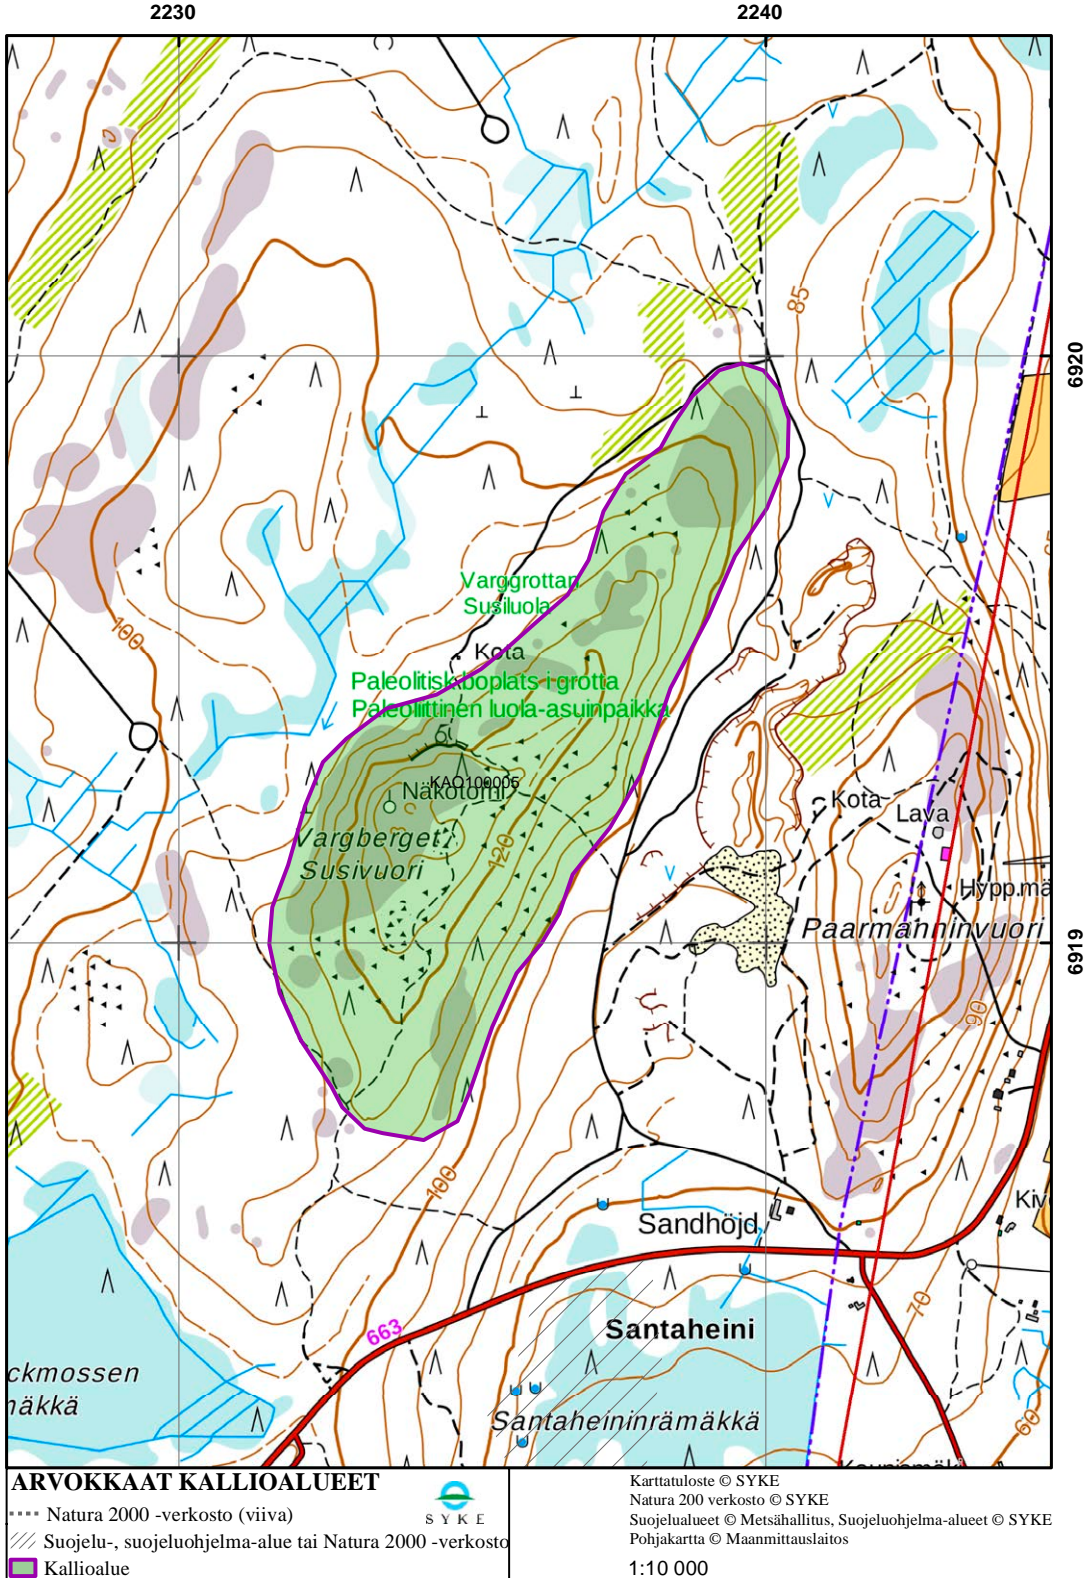 2230
2240
85
6920
Varggrottan
Susiluola
100
Kota
Paleolitisk boplats i grotta
Paleoliittinen luola-asuinpaikka
KAO100005
Näkötorni
Kota
Lava
Vargberget
Susivuori
120
Hypp.mä
Paarmanninvuori
6919
90
100
Kiv
Sandhöjd
70
663
Santaheini
ckmossen
näkkä
Santaheininrämäkkä
60
ARVOKKAAT KALLIOALUEET
Natura 2000 -verkosto (viiva)
SYKE
Suojelu-, suojeluohjelma-alue tai Natura 2000 -verkosto
Kallioalue
Karttatuloste © SYKE
Natura 200 verkosto © SYKE
Suojelualueet © Metsähallitus, Suojeluohjelma-alueet © SYKE
Pohjakartta © Maanmittauslaitos
1:10 000